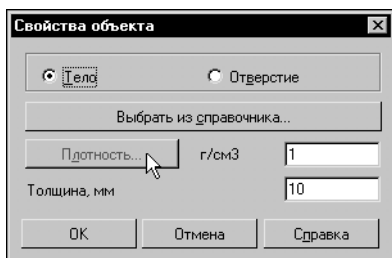 Свойства объекта
Тело Отверстие
Выбрать из справочника...
Плотность... г/см3 1
Толщина, мм 10
OK Отмена Справка